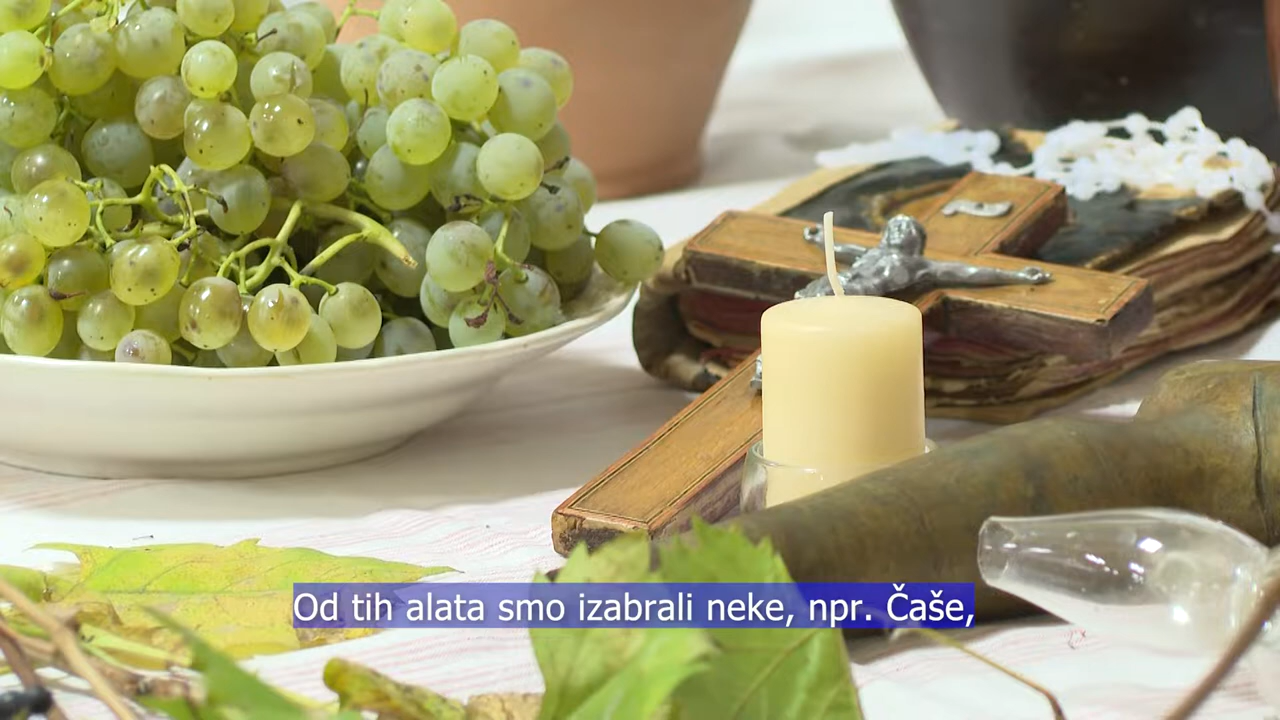 Od tih alata smo izabrali neke, npr. Čaše,